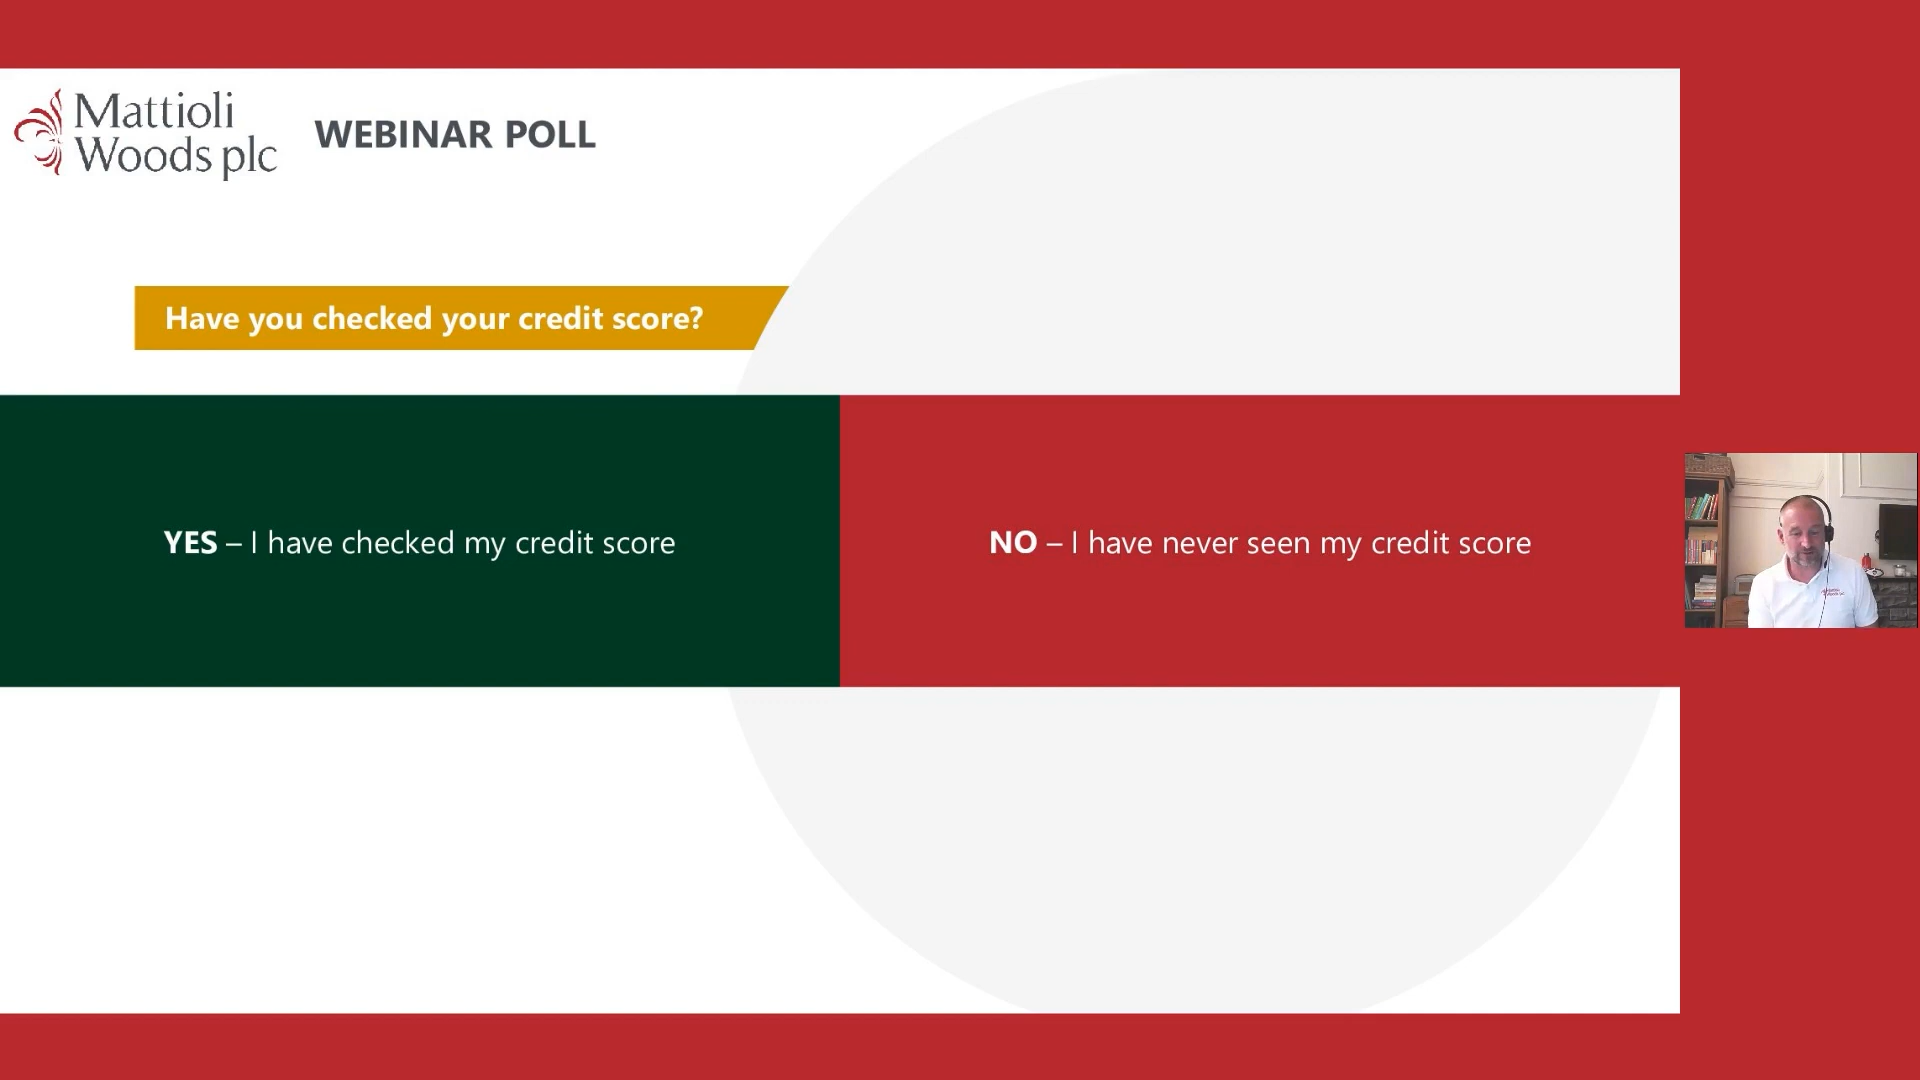 Mattioli
Woods plc
WEBINAR POLL
Have you checked your credit score?
YES – I have checked my credit score
NO – I have never seen my credit score